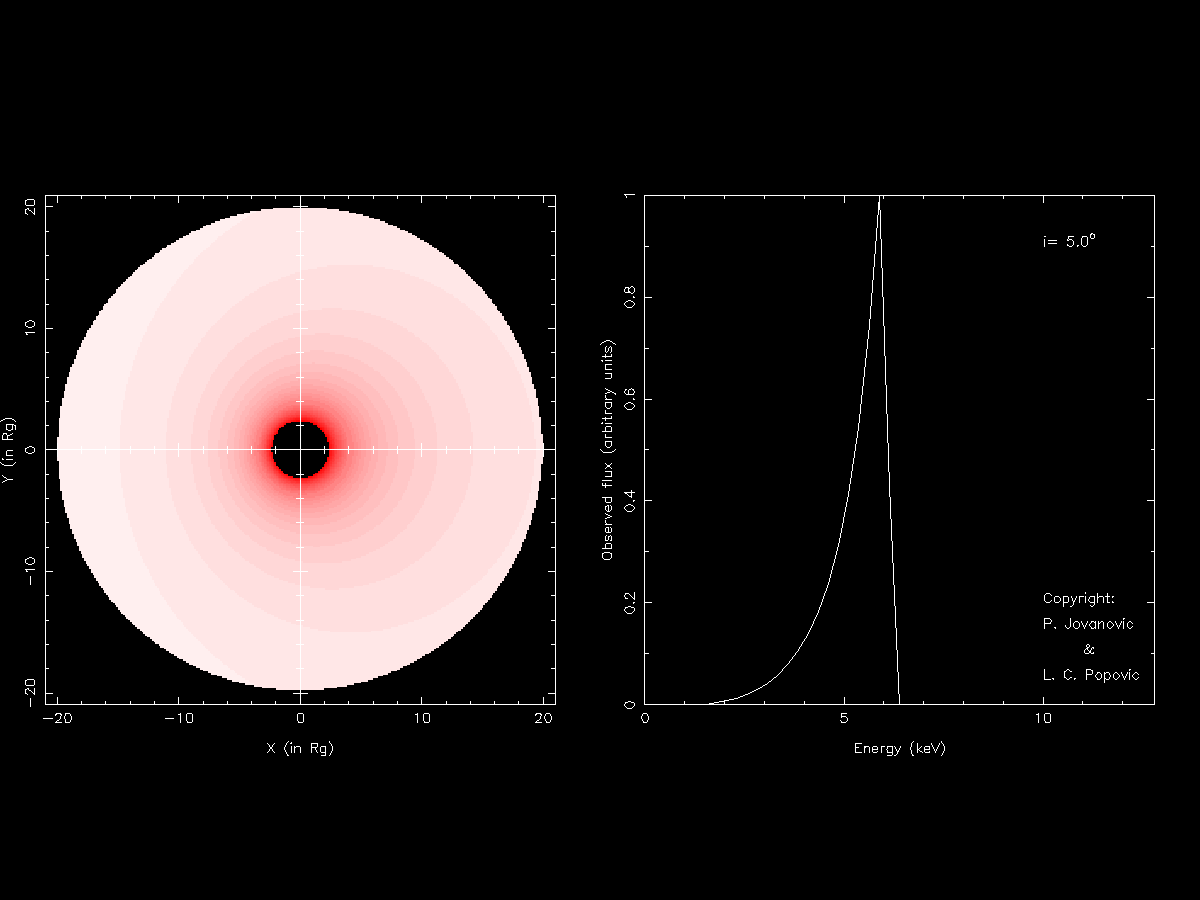 20
10
0
−10
−20
Y (in Rg)
−20 −10 0 10 20
X (in Rg)
1
0.8
0.6
0.4
0.2
0
Observed flux (arbitrary units)
i= 5.0°
Copyright:
P. Jovanovic
&
L. C. Popovic
0 5 10
Energy (keV)